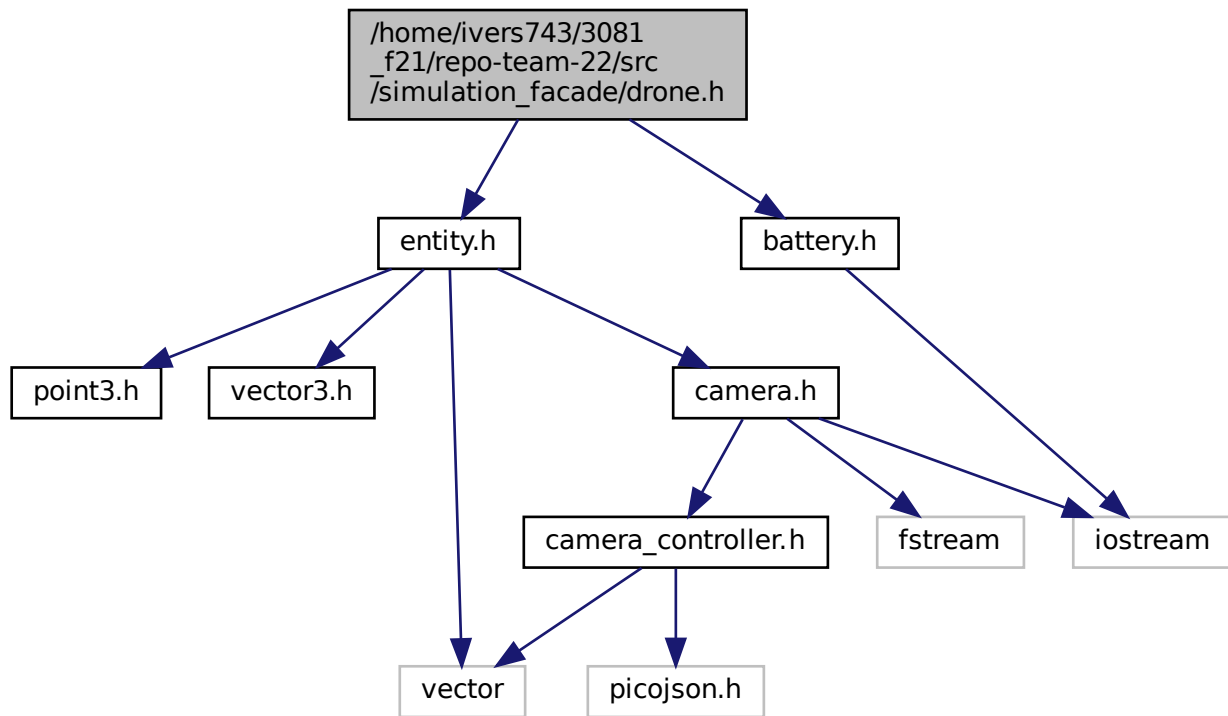 /home/ivers743/3081
_f21/repo-team-22/src
/simulation_facade/drone.h
entity.h
battery.h
point3.h
vector3.h
camera.h
camera_controller.h
fstream
iostream
vector
picojson.h